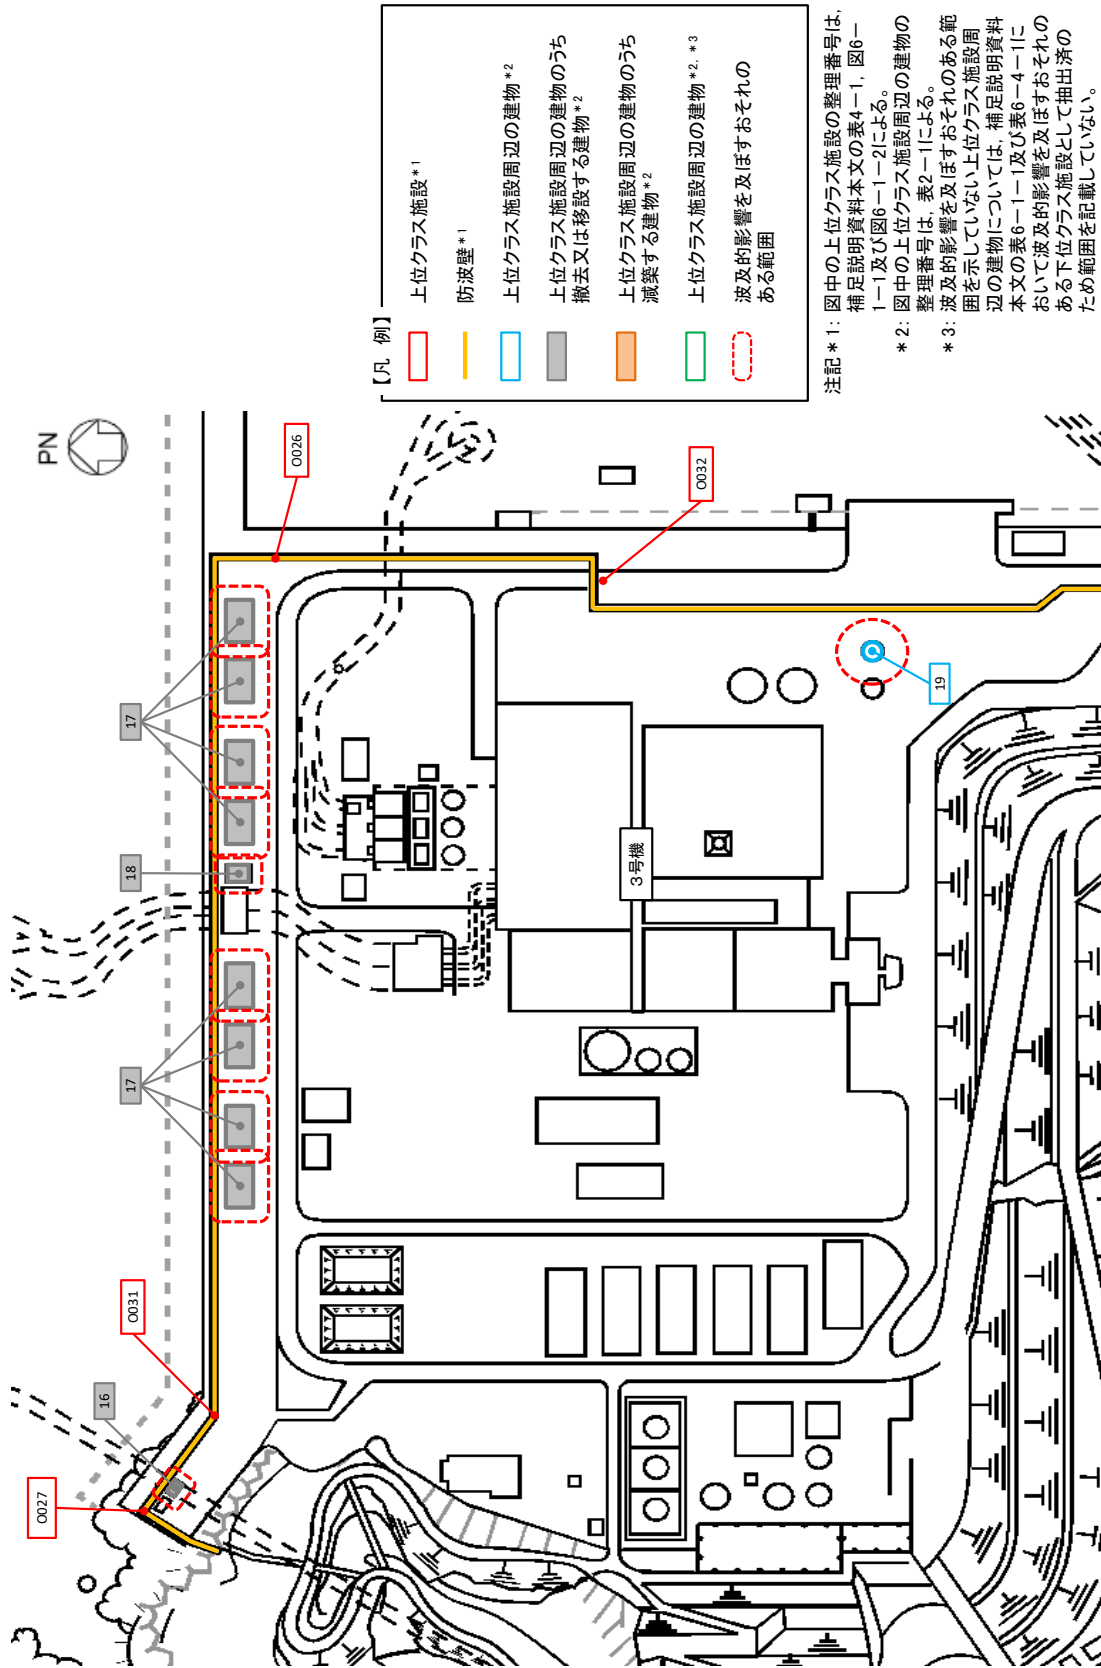 PN
【凡 例】
上位クラス施設*1
防波壁*1
上位クラス施設周辺の建物*2
上位クラス施設周辺の建物のうち
撤去又は移設する建物*2
上位クラス施設周辺の建物のうち
減築する建物*2
上位クラス施設周辺の建物*2, *3
波及的影響を及ぼすおそれの
ある範囲
注記 *1: 図中の上位クラス施設の整理番号は,
補足説明資料本文の表4-1, 図6-
1-1及び図6-1-2による。
*2: 図中の上位クラス施設周辺の建物の
整理番号は, 表2-1による。
*3: 波及的影響を及ぼすおそれのある範
囲を示していない上位クラス施設周
辺の建物については, 補足説明資料
本文の表6-1-1及び表6-4-1に
おいて波及的影響を及ぼすおそれの
ある下位クラス施設として抽出済の
ため範囲を記載していない。
O027
16
O031
17
18
17
O026
O032
3号機
19